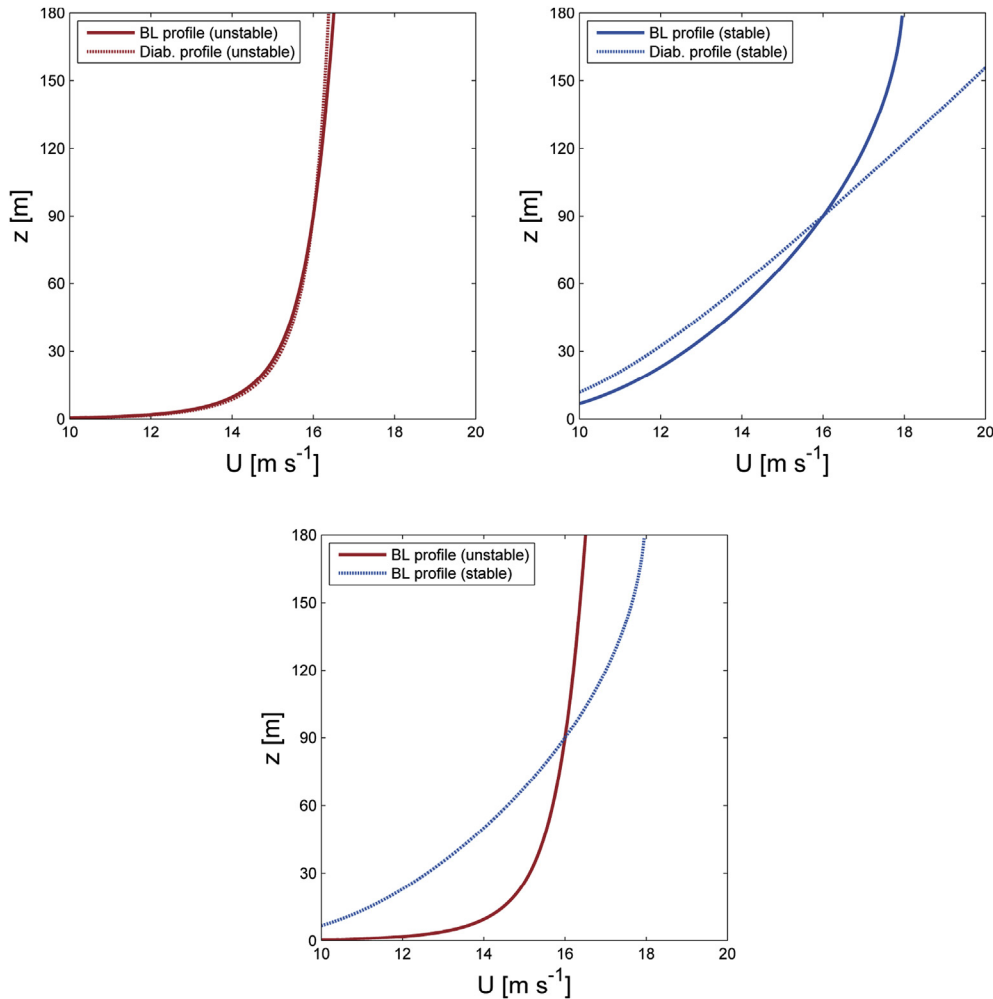 BL profile (unstable)
Diab. profile (unstable)
180
150
120
90
60
30
0
z [m]
10 12 14 16 18 20
U [m s-1]
BL profile (stable)
Diab. profile (stable)
180
150
120
90
60
30
0
z [m]
10 12 14 16 18 20
U [m s-1]
BL profile (unstable)
BL profile (stable)
180
150
120
90
60
30
0
z [m]
10 12 14 16 18 20
U [m s-1]